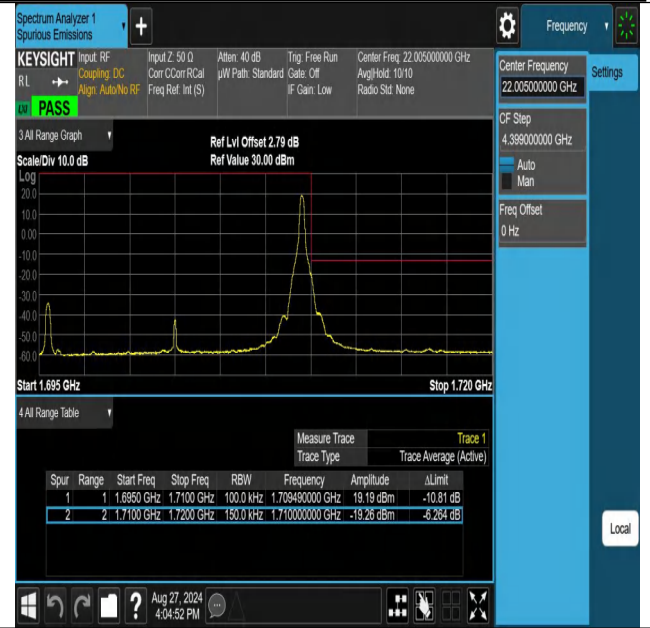 Spectrum Analyzer 1
Spurious Emissions
+
Frequency
KEYSIGHT
RL
PASS
Input: RF
Coupling: DC
Align: Auto/No RF
Input Z: 50 Ω
Corr CCorr RCal
Freq Ref: Int (S)
Atten: 40 dB
µW Path: Standard
Trig: Free Run
Gate: Off
IF Gain: Low
Center Freq: 22.005000000 GHz
Avg|Hold: 10/10
Radio Std: None
Center Frequency
22.005000000 GHz
Settings
CF Step
4.399000000 GHz
Auto
Man
Freq Offset
0 Hz
3 All Range Graph
Scale/Div 10.0 dB
Ref Lvl Offset 2.79 dB
Ref Value 30.00 dBm
Log
20.0
10.0
0.00
-10.0
-20.0
-30.0
-40.0
-50.0
-60.0
Start 1.695 GHz
Stop 1.720 GHz
4 All Range Table
Measure Trace Trace 1
Trace Type Trace Average (Active)
Spur Range Start Freq Stop Freq RBW Frequency Amplitude ΔLimit
1 1 1.6950 GHz 1.7100 GHz 100.0 kHz 1.709490000 GHz 19.19 dBm -10.81 dB
2 2 1.7100 GHz 1.7200 GHz 150.0 kHz 1.710000000 GHz -19.26 dBm -6.264 dB
Local
?
Aug 27, 2024
4:04:52 PM